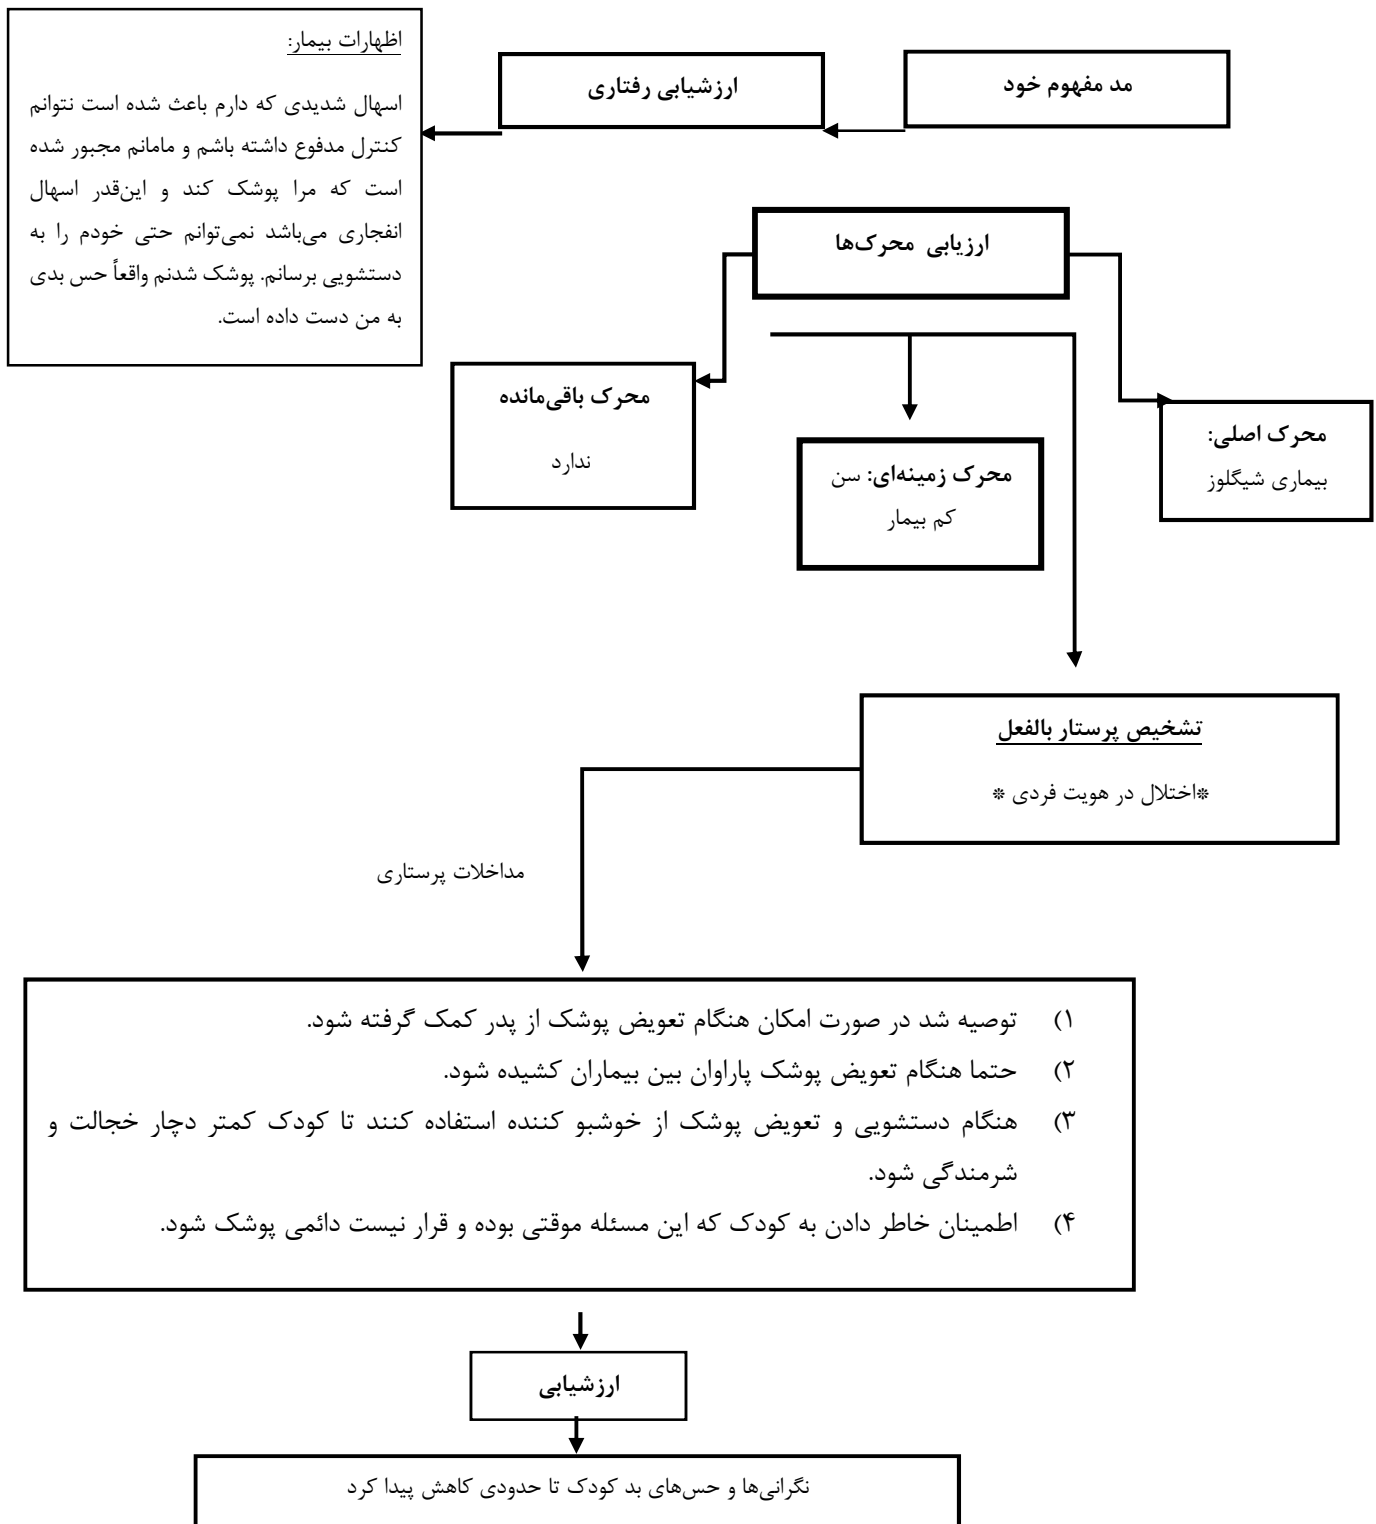 مد مفهوم خود
ارزشیابی رفتاری
اظهارات بیمار:
اسهال شدیدی که دارم باعث شده است نتوانم
کنترل مدفوع داشته باشم و مامانم مجبور شده
است که مرا پوشک کند و این‌قدر اسهال
انفجاری می‌باشد نمی‌توانم حتی خودم را به
دستشویی برسانم. پوشک شدنم واقعاً حس بدی
به من دست داده است.
ارزیابی محرک‌ها
محرک اصلی:
بیماری شیگلوز
محرک زمینه‌ای: سن
کم بیمار
محرک باقی‌مانده
ندارد
تشخیص پرستار بالفعل
*اختلال در هویت فردی *
مداخلات پرستاری
۱) توصیه شد در صورت امکان هنگام تعویض پوشک از پدر کمک گرفته شود.
۲) حتما هنگام تعویض پوشک پاراوان بین بیماران کشیده شود.
۳) هنگام دستشویی و تعویض پوشک از خوشبو کننده استفاده کنند تا کودک کمتر دچار خجالت و
شرمندگی شود.
۴) اطمینان خاطر دادن به کودک که این مسئله موقتی بوده و قرار نیست دائمی پوشک شود.
ارزشیابی
نگرانی‌ها و حس‌های بد کودک تا حدودی کاهش پیدا کرد